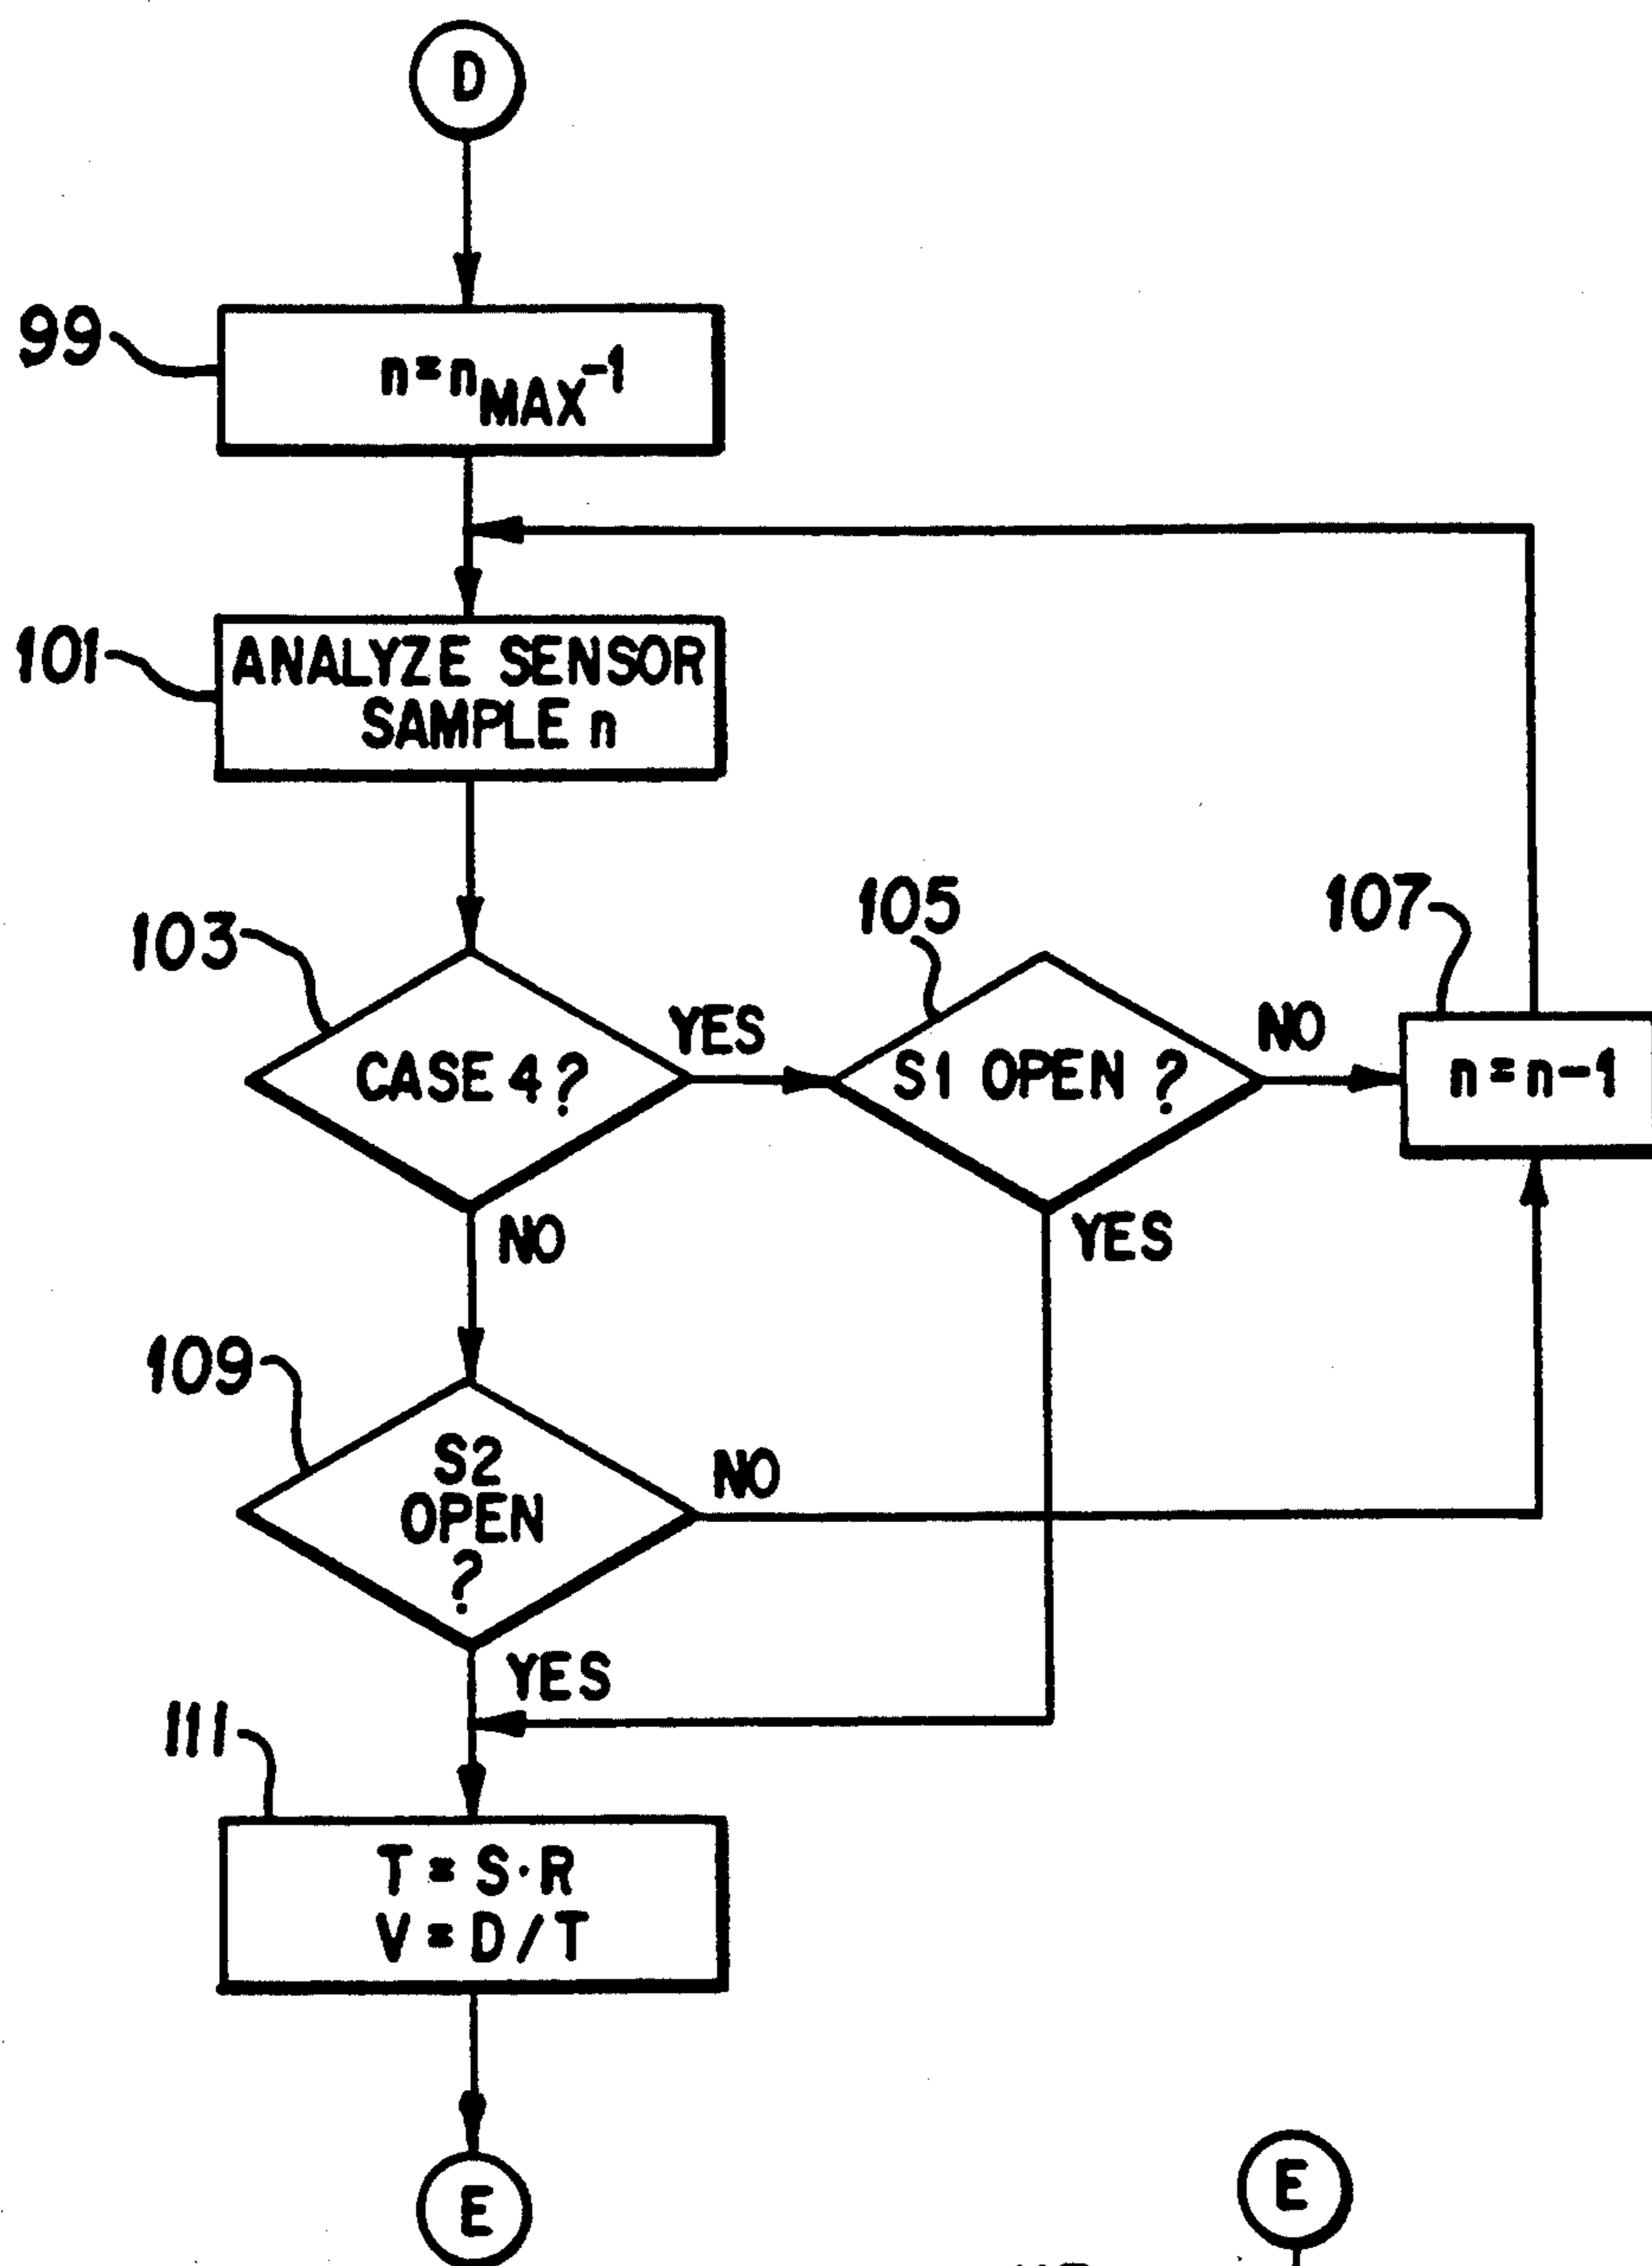 D
99
n=nMAX-1
101
ANALYZE SENSOR
SAMPLE n
103
CASE 4?
YES
105
S1 OPEN ?
NO
107
n=n-1
NO
YES
109
S2
OPEN
?
NO
YES
111
T=S·R
V=D/T
E
E